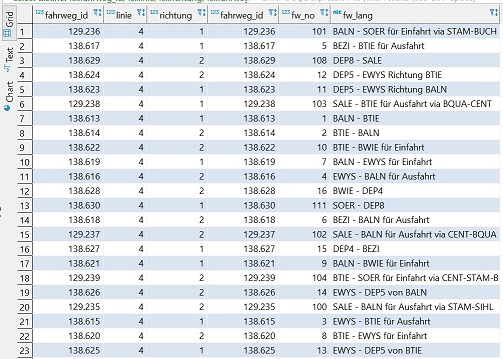 Grid
Text
Chart
123 fahrweg_id 123 linie 123 richtung 123 fahrweg_id 123 fw_no ABC fw_lang
1 129.236 4 1 129.236 101 BALN - SOER für Einfahrt via STAM-BUCH
2 138.617 4 1 138.617 5 BEZI - BTIE für Ausfahrt
3 138.629 4 2 138.629 108 DEP8 - SALE
4 138.624 4 2 138.624 12 DEP5 - EWYS Richtung BTIE
5 138.623 4 1 138.623 11 DEP5 - EWYS Richtung BALN
6 129.238 4 1 129.238 103 SALE - BTIE für Ausfahrt via BQUA-CENT
7 138.613 4 1 138.613 1 BALN - BTIE
8 138.614 4 2 138.614 2 BTIE - BALN
9 138.622 4 2 138.622 10 BTIE - BWIE für Einfahrt
10 138.619 4 1 138.619 7 BALN - EWYS für Einfahrt
11 138.616 4 2 138.616 4 EWYS - BALN für Ausfahrt
12 138.628 4 2 138.628 16 BWIE - DEP4
13 138.630 4 1 138.630 111 SOER - DEP8
14 138.618 4 2 138.618 6 BEZI - BALN für Ausfahrt
15 129.237 4 2 129.237 102 SALE - BALN für Ausfahrt via CENT-BQUA
16 138.627 4 1 138.627 15 DEP4 - BEZI
17 138.621 4 1 138.621 9 BALN - BWIE für Einfahrt
18 129.239 4 2 129.239 104 BTIE - SOER für Einfahrt via CENT-STAM-B
19 138.626 4 2 138.626 14 EWYS - DEP5 von BALN
20 129.235 4 2 129.235 100 SALE - BALN für Ausfahrt via STAM-SIHL
21 138.615 4 1 138.615 3 EWYS - BTIE für Ausfahrt
22 138.620 4 2 138.620 8 BTIE - EWYS für Einfahrt
23 138.625 4 1 138.625 13 EWYS - DEP5 von BTIE